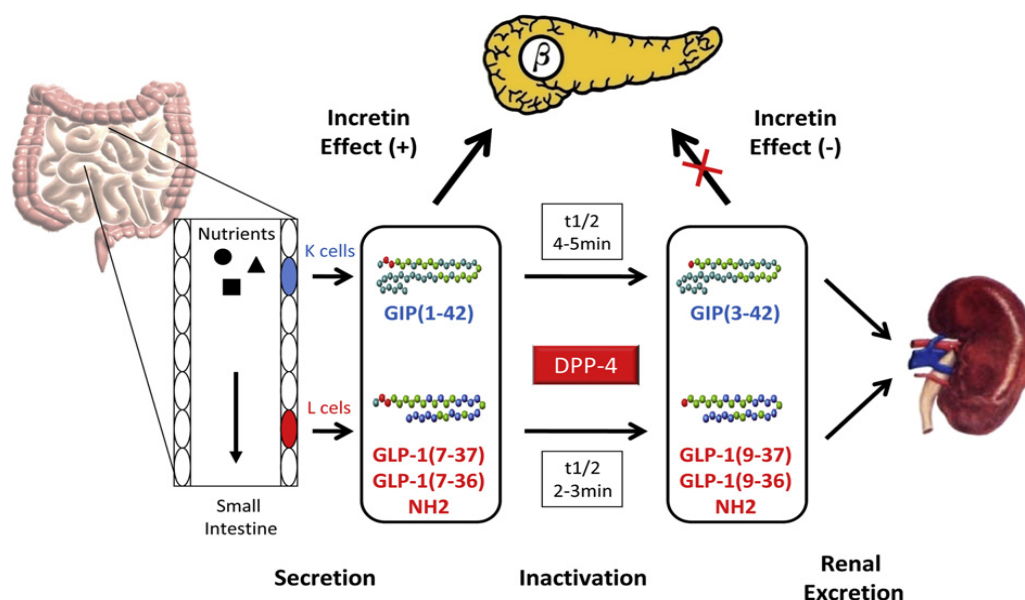 β
Incretin
Effect (+)
Incretin
Effect (-)
Nutrients
K cells
t1/2
4-5min
GIP(1-42)
GIP(3-42)
DPP-4
L cels
GLP-1(7-37)
GLP-1(7-36)
NH2
t1/2
2-3min
GLP-1(9-37)
GLP-1(9-36)
NH2
Small
Intestine
Secretion
Inactivation
Renal
Excretion